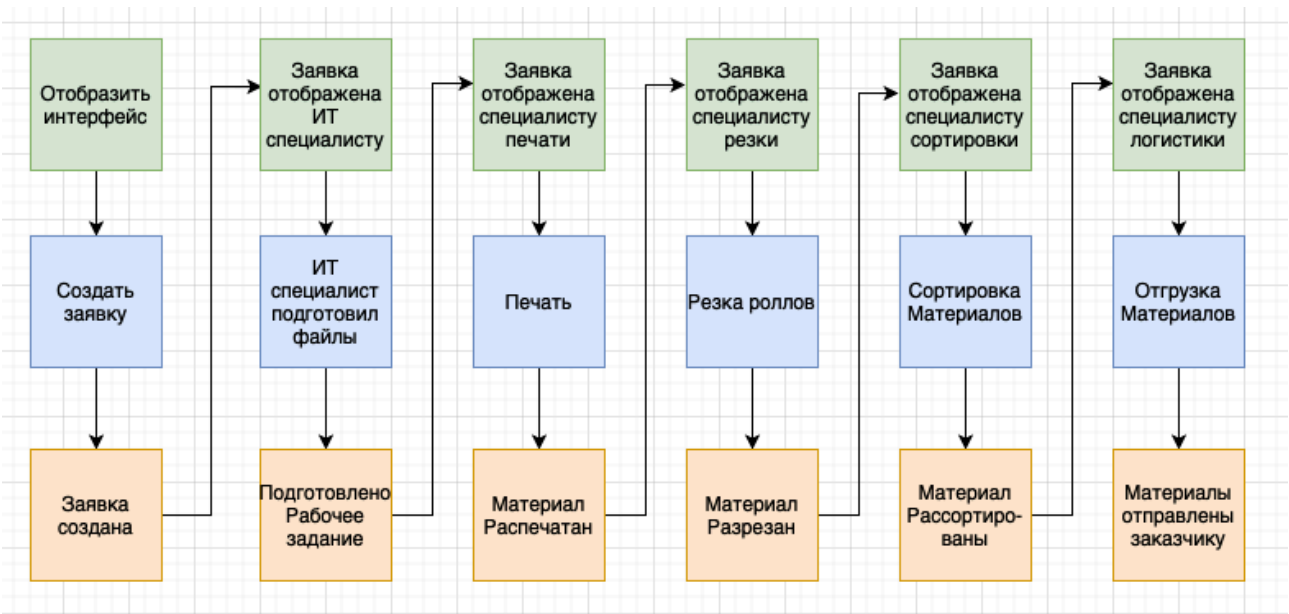 Отобразить
интерфейс
Заявка
отображена
ИТ
специалисту
Заявка
отображена
специалисту
печати
Заявка
отображена
специалисту
резки
Заявка
отображена
специалисту
сортировки
Заявка
отображена
специалисту
логистики
Создать
заявку
ИТ
специалист
подготовил
файлы
Печать
Резка роллов
Сортировка
Материалов
Отгрузка
Материалов
Заявка
создана
Подготовлено
Рабочее
задание
Материал
Распечатан
Материал
Разрезан
Материал
Рассортиро-
ваны
Материалы
отправлены
заказчику